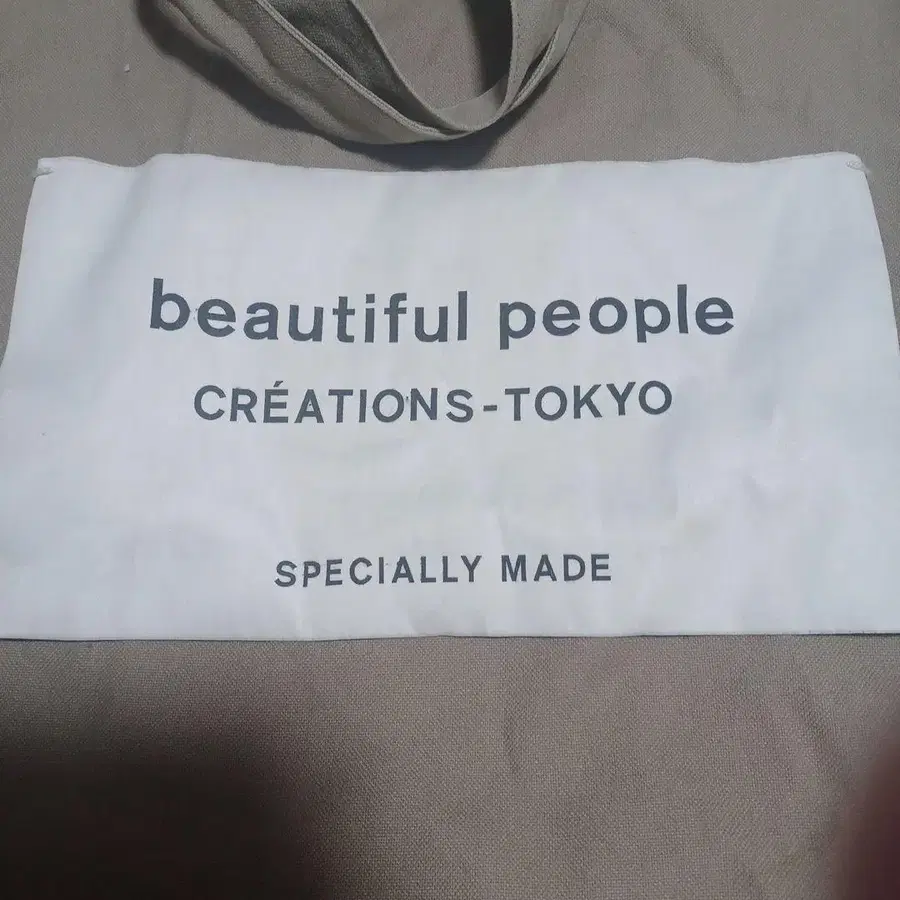 beautiful people
CRÉATIONS-TOKYO
SPECIALLY MADE